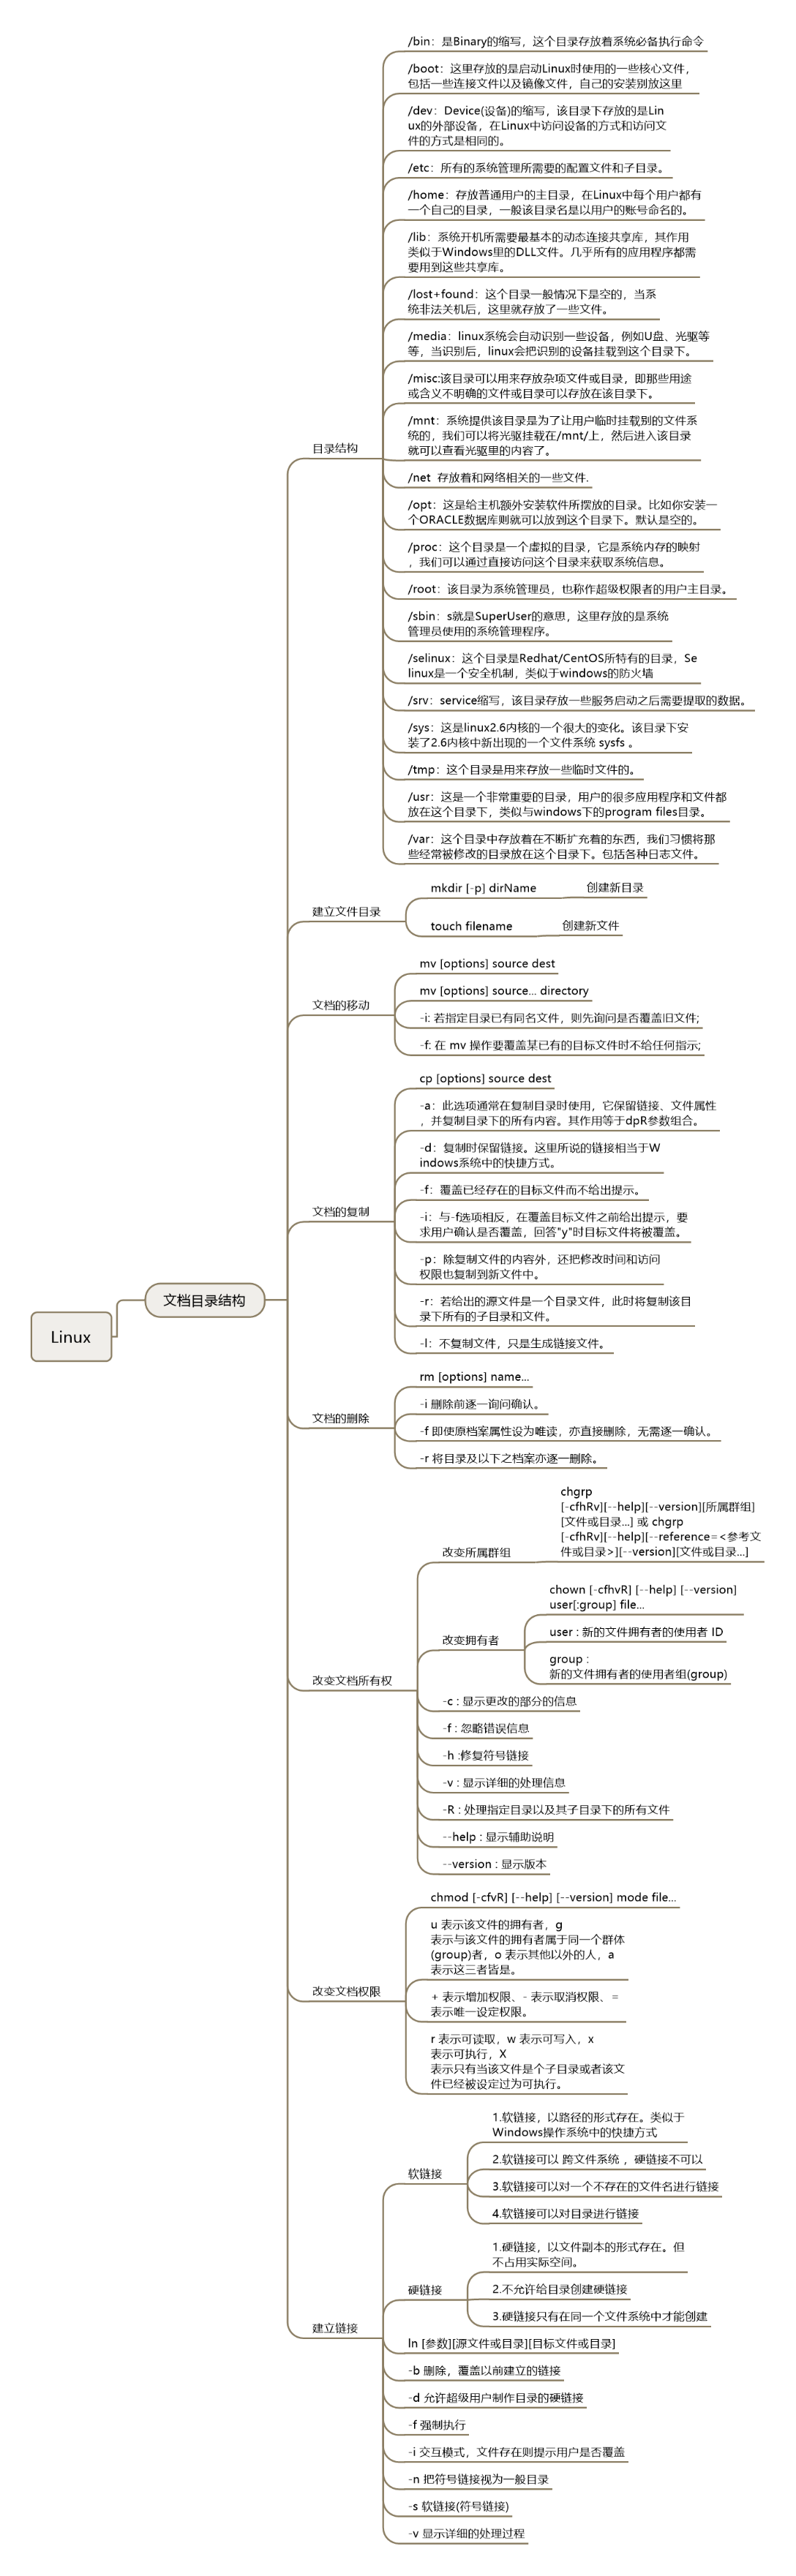 Linux
文档目录结构
目录结构
/bin：是Binary的缩写，这个目录存放着系统必备执行命令
/boot：这里存放的是启动Linux时使用的一些核心文件，
包括一些连接文件以及镜像文件，自己的安装别放这里
/dev：Device(设备)的缩写，该目录下存放的是Lin
ux的外部设备，在Linux中访问设备的方式和访问文
件的方式是相同的。
/etc：所有的系统管理所需要的配置文件和子目录。
/home：存放普通用户的主目录，在Linux中每个用户都有
一个自己的目录，一般该目录名是以用户的账号命名的。
/lib：系统开机所需要最基本的动态连接共享库，其作用
类似于Windows里的DLL文件。几乎所有的应用程序都需
要用到这些共享库。
/lost+found：这个目录一般情况下是空的，当系
统非法关机后，这里就存放了一些文件。
/media：linux系统会自动识别一些设备，例如U盘、光驱等
等，当识别后，linux会把识别的设备挂载到这个目录下。
/misc:该目录可以用来存放杂项文件或目录，即那些用途
或含义不明确的文件或目录可以存放在该目录下。
/mnt：系统提供该目录是为了让用户临时挂载别的文件系
统的，我们可以将光驱挂载在/mnt/上，然后进入该目录
就可以查看光驱里的内容了。
/net 存放着和网络相关的一些文件.
/opt：这是给主机额外安装软件所摆放的目录。比如你安装一
个ORACLE数据库则就可以放到这个目录下。默认是空的。
/proc：这个目录是一个虚拟的目录，它是系统内存的映射
，我们可以通过直接访问这个目录来获取系统信息。
/root：该目录为系统管理员，也称作超级权限者的用户主目录。
/sbin：s就是SuperUser的意思，这里存放的是系统
管理员使用的系统管理程序。
/selinux：这个目录是Redhat/CentOS所特有的目录，Se
linux是一个安全机制，类似于windows的防火墙
/srv：service缩写，该目录存放一些服务启动之后需要提取的数据。
/sys：这是linux2.6内核的一个很大的变化。该目录下安
装了2.6内核中新出现的一个文件系统 sysfs 。
/tmp：这个目录是用来存放一些临时文件的。
/usr：这是一个非常重要的目录，用户的很多应用程序和文件都
放在这个目录下，类似与windows下的program files目录。
/var：这个目录中存放着在不断扩充着的东西，我们习惯将那
些经常被修改的目录放在这个目录下。包括各种日志文件。
建立文件目录
mkdir [-p] dirName 创建新目录
touch filename 创建新文件
文档的移动
mv [options] source dest
mv [options] source... directory
-i: 若指定目录已有同名文件，则先询问是否覆盖旧文件;
-f: 在 mv 操作要覆盖某已有的目标文件时不给任何指示;
文档的复制
cp [options] source dest
-a：此选项通常在复制目录时使用，它保留链接、文件属性
，并复制目录下的所有内容。其作用等于dpR参数组合。
-d：复制时保留链接。这里所说的链接相当于W
indows系统中的快捷方式。
-f：覆盖已经存在的目标文件而不给出提示。
-i：与-f选项相反，在覆盖目标文件之前给出提示，要
求用户确认是否覆盖，回答"y"时目标文件将被覆盖。
-p：除复制文件的内容外，还把修改时间和访问
权限也复制到新文件中。
-r：若给出的源文件是一个目录文件，此时将复制该目
录下所有的子目录和文件。
-l：不复制文件，只是生成链接文件。
文档的删除
rm [options] name...
-i 删除前逐一询问确认。
-f 即使原档案属性设为唯读，亦直接删除，无需逐一确认。
-r 将目录及以下之档案亦逐一删除。
改变文档所有权
改变所属群组
chgrp
[-cfhRv][--help][--version][所属群组]
[文件或目录...] 或 chgrp
[-cfhRv][--help][--reference=<参考文
件或目录>][--version][文件或目录...]
改变拥有者
chown [-cfhvR] [--help] [--version]
user[:group] file...
user : 新的文件拥有者的使用者 ID
group :
新的文件拥有者的使用者组(group)
-c : 显示更改的部分的信息
-f : 忽略错误信息
-h :修复符号链接
-v : 显示详细的处理信息
-R : 处理指定目录以及其子目录下的所有文件
--help : 显示辅助说明
--version : 显示版本
改变文档权限
chmod [-cfvR] [--help] [--version] mode file...
u 表示该文件的拥有者，g
表示与该文件的拥有者属于同一个群体
(group)者，o 表示其他以外的人，a
表示这三者皆是。
+ 表示增加权限、- 表示取消权限、=
表示唯一设定权限。
r 表示可读取，w 表示可写入，x
表示可执行，X
表示只有当该文件是个子目录或者该文
件已经被设定过为可执行。
建立链接
软链接
1.软链接，以路径的形式存在。类似于
Windows操作系统中的快捷方式
2.软链接可以 跨文件系统 ，硬链接不可以
3.软链接可以对一个不存在的文件名进行链接
4.软链接可以对目录进行链接
硬链接
1.硬链接，以文件副本的形式存在。但
不占用实际空间。
2.不允许给目录创建硬链接
3.硬链接只有在同一个文件系统中才能创建
ln [参数][源文件或目录][目标文件或目录]
-b 删除，覆盖以前建立的链接
-d 允许超级用户制作目录的硬链接
-f 强制执行
-i 交互模式，文件存在则提示用户是否覆盖
-n 把符号链接视为一般目录
-s 软链接(符号链接)
-v 显示详细的处理过程